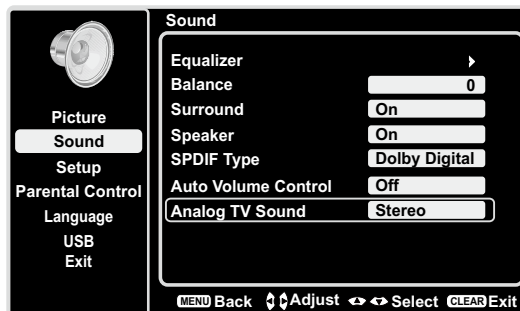 Sound
Picture
Sound
Setup
Parental Control
Language
USB
Exit
Equalizer
Balance 0
Surround On
Speaker On
SPDIF Type Dolby Digital
Auto Volume Control Off
Analog TV Sound Stereo
MENU Back Adjust Select CLEAR Exit